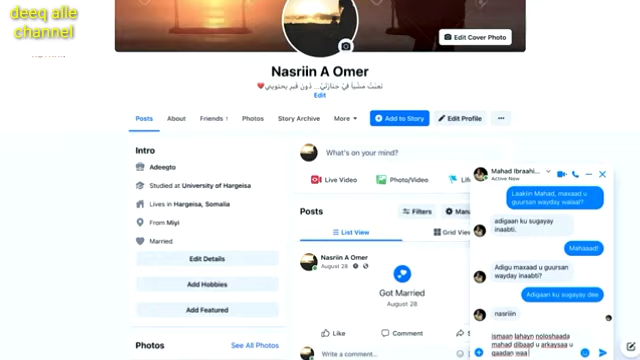 deeq alle
channel
Edit Cover Photo
Nasriin A Omer
Edit
Posts
About
Friends 1
Photos
Story Archive
More
Add to Story
Edit Profile
Intro
Adeegto
Studied at University of Hargeisa
Lives in Hargeisa, Somalia
From Miyi
Married
Edit Details
Add Hobbies
Add Featured
Photos
See All Photos
What's on your mind?
Live Video
Photo/Video
Posts
Filters
List View
Grid View
Nasriin A Omer
August 28
Got Married
Like
Comment
Write a comment...
Mahad Ibraahi...
Active Now
Laakiin Mahad, maxaad u
guursan wayday walaal?
adigaan ku sugayay
inaabti.
Mahaaad!
Adigu maxaad u guursan
wayday inaabti?
Adigaan ku sugayay dee
nasriiin
ismaan lahayn noloshaada
mahad dibaad u arkaysaa u
qaadan waa